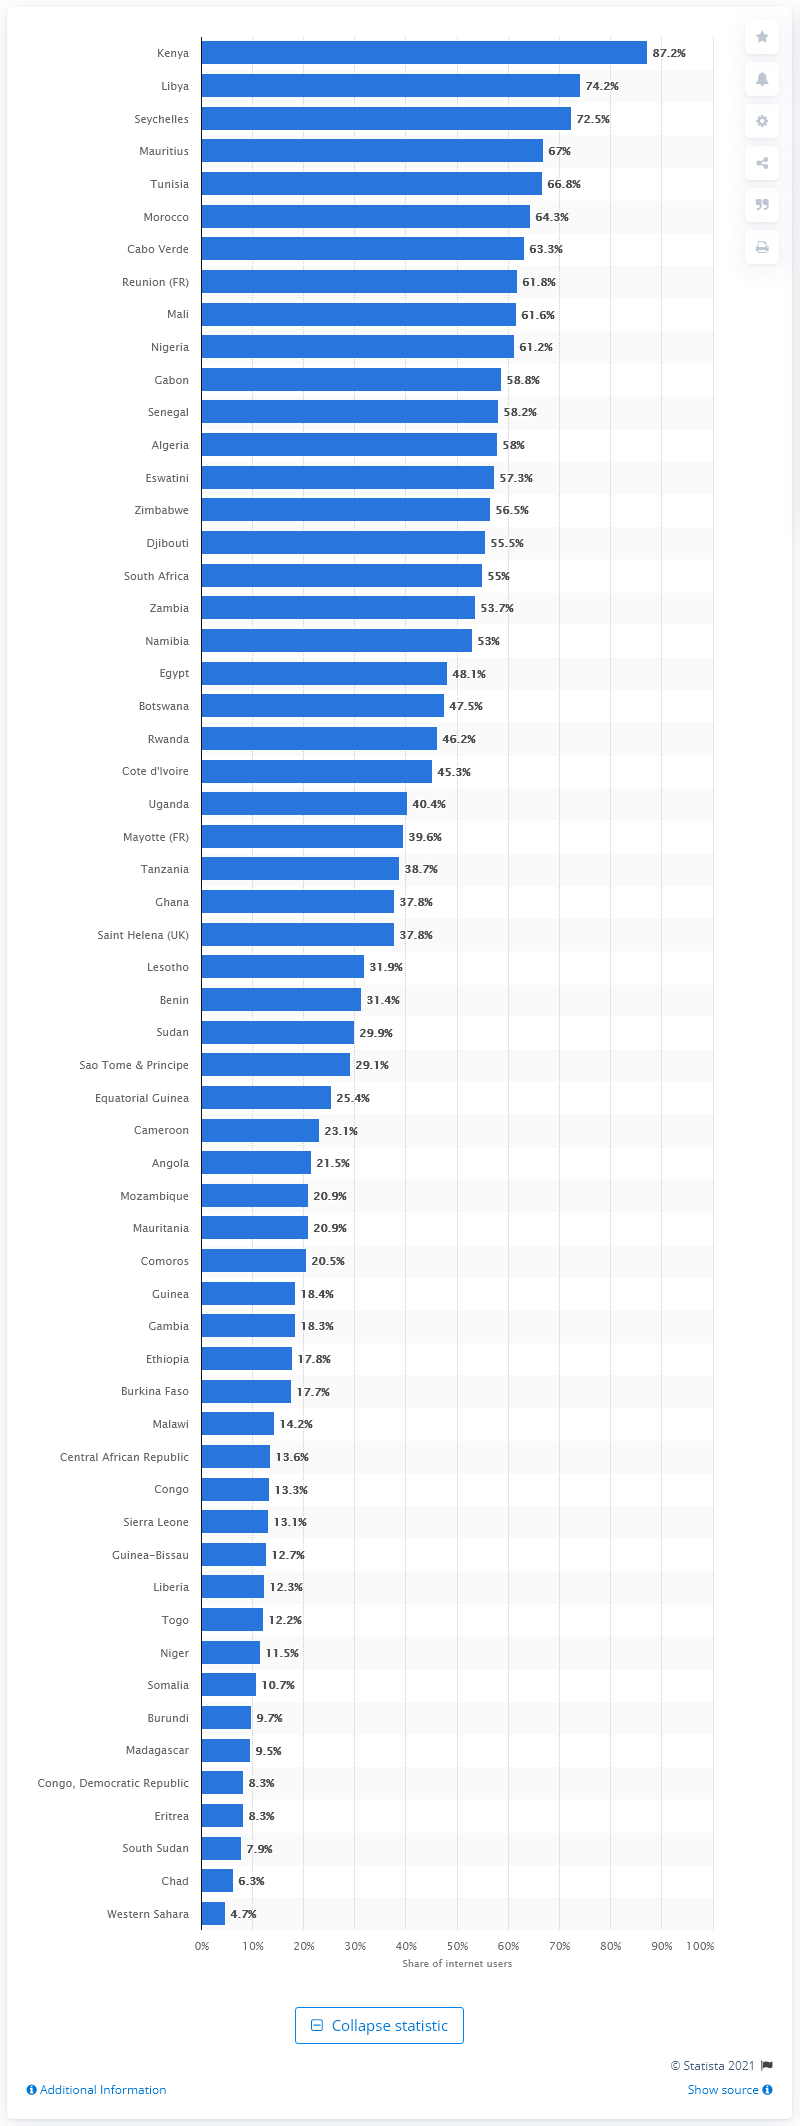 Kenya 87.2%
Libya 74.2%
Seychelles 72.5%
Mauritius 67%
Tunisia 66.8%
Morocco 64.3%
Cabo Verde 63.3%
Reunion (FR) 61.8%
Mali 61.6%
Nigeria 61.2%
Gabon 58.8%
Senegal 58.2%
Algeria 58%
Eswatini 57.3%
Zimbabwe 56.5%
Djibouti 55.5%
South Africa 55%
Zambia 53.7%
Namibia 53%
Egypt 48.1%
Botswana 47.5%
Rwanda 46.2%
Cote d'Ivoire 45.3%
Uganda 40.4%
Mayotte (FR) 39.6%
Tanzania 38.7%
Ghana 37.8%
Saint Helena (UK) 37.8%
Lesotho 31.9%
Benin 31.4%
Sudan 29.9%
Sao Tome & Principe 29.1%
Equatorial Guinea 25.4%
Cameroon 23.1%
Angola 21.5%
Mozambique 20.9%
Mauritania 20.9%
Comoros 20.5%
Guinea 18.4%
Gambia 18.3%
Ethiopia 17.8%
Burkina Faso 17.7%
Malawi 14.2%
Central African Republic 13.6%
Congo 13.3%
Sierra Leone 13.1%
Guinea-Bissau 12.7%
Liberia 12.3%
Togo 12.2%
Niger 11.5%
Somalia 10.7%
Burundi 9.7%
Madagascar 9.5%
Congo, Democratic Republic 8.3%
Eritrea 8.3%
South Sudan 7.9%
Chad 6.3%
Western Sahara 4.7%
0% 10% 20% 30% 40% 50% 60% 70% 80% 90% 100%
Share of internet users
Collapse statistic
© Statista 2021
Additional Information Show source